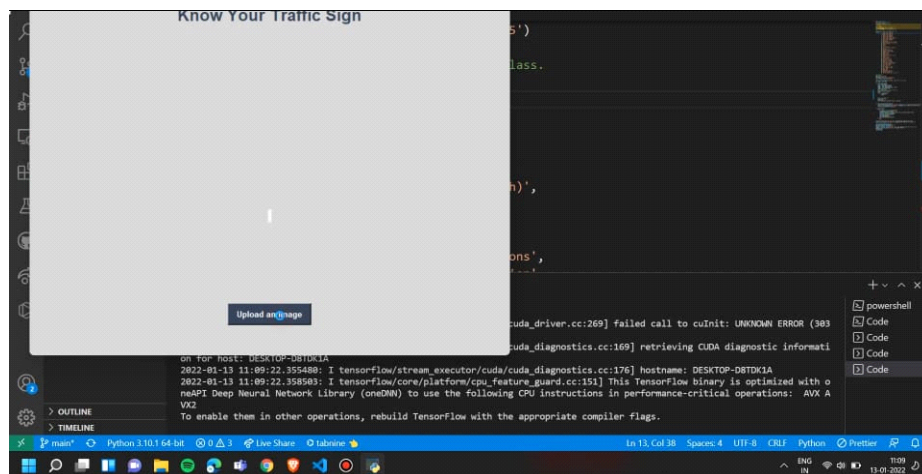 Know Your Traffic Sign
S')
lass.
h)',
ons',
Upload an image
powershell
Code
Code
Code
Code
cuda_driver.cc:269] failed call to cuInit: UNKNOWN ERROR (303
cuda_diagnostics.cc:169] retrieving CUDA diagnostic informati
on for host: DESKTOP-D8TDK1A
2022-01-13 11:09:22.355480: I tensorflow/stream_executor/cuda/cuda_diagnostics.cc:176] hostname: DESKTOP-D8TDK1A
2022-01-13 11:09:22.358503: I tensorflow/core/platform/cpu_feature_guard.cc:151] This TensorFlow binary is optimized with o
neAPI Deep Neural Network Library (oneDNN) to use the following CPU instructions in performance-critical operations:  AVX A
VX2
To enable them in other operations, rebuild TensorFlow with the appropriate compiler flags.
2
> OUTLINE
> TIMELINE
main* Python 3.10.1 64-bit 0 3 Live Share tabnine Ln 13, Col 38 Spaces: 4 UTF-8 CRLF Python Prettier
ENG
IN
11:09
13-01-2022